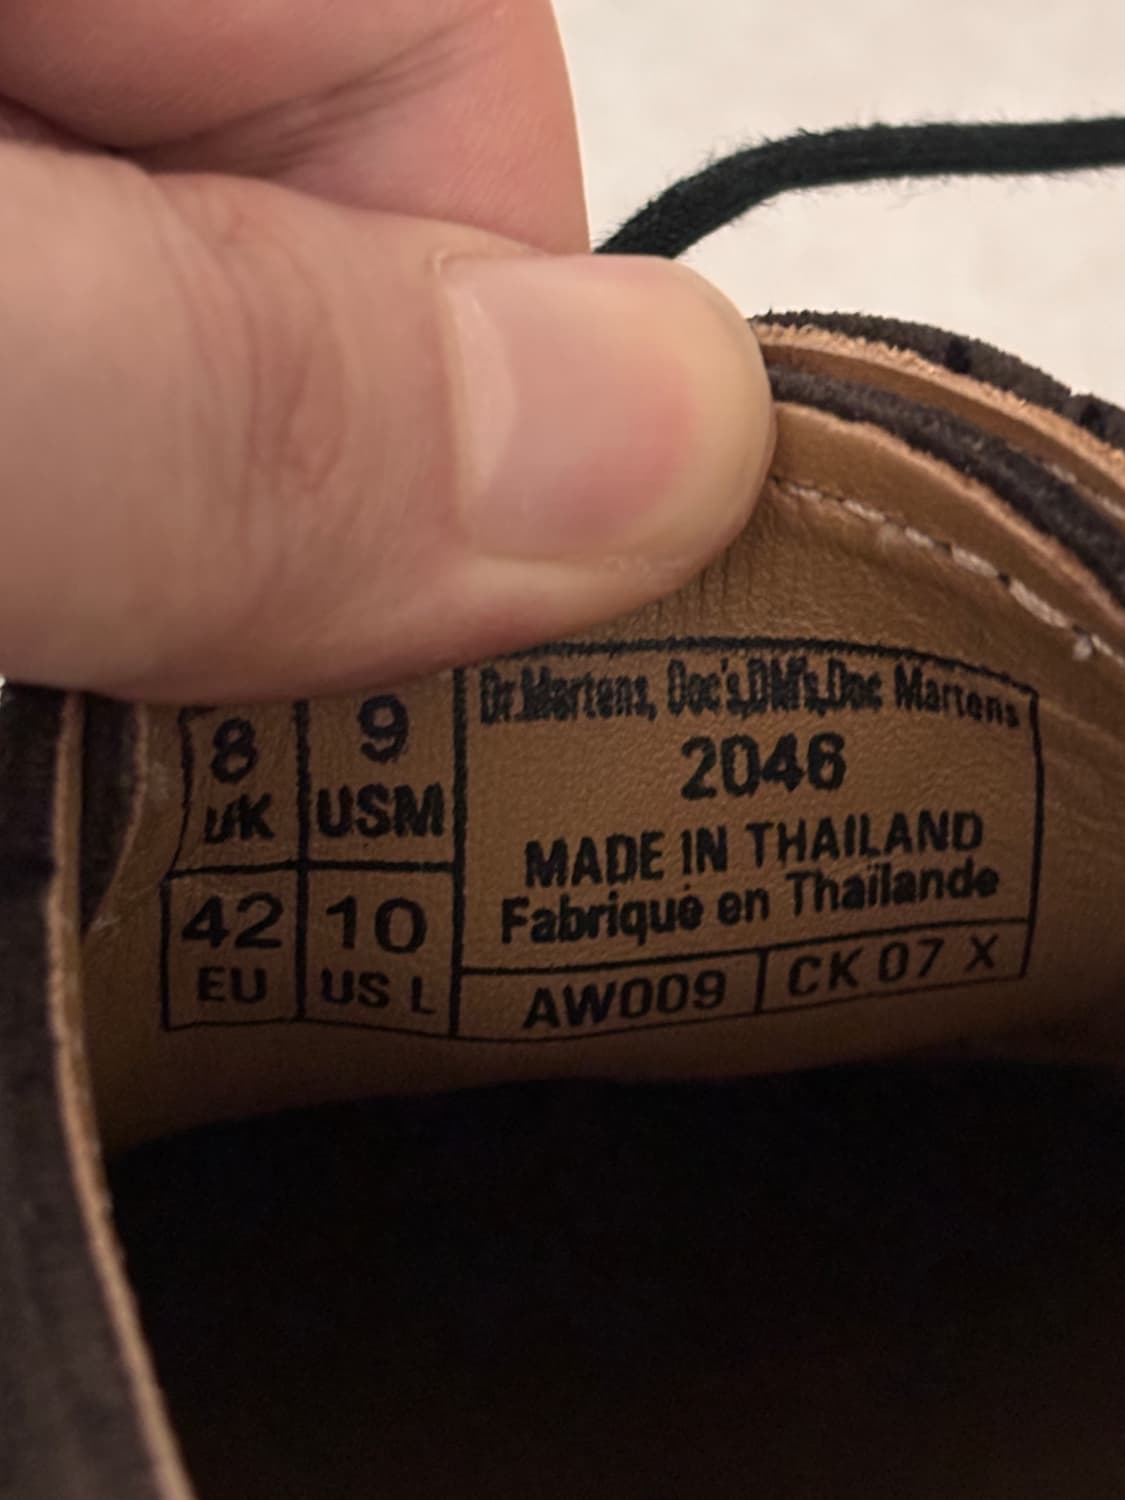 8 UK
9 USM
42 EU
10 US L
Dr.Martens, Doc's,DM's,Doc Martens
2046
MADE IN THAILAND
Fabriqué en Thaïlande
AW009
CK 07 X